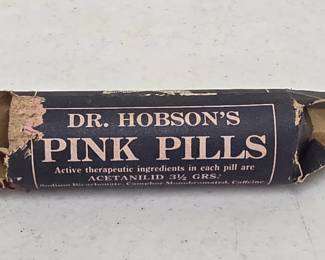 DR. HOBSON'S
PINK PILLS
Active therapeutic ingredients in each pill are
ACETANILID 3½ GRS.
Sodium Bicarbonate, Camphor Monobromated, Caffeine